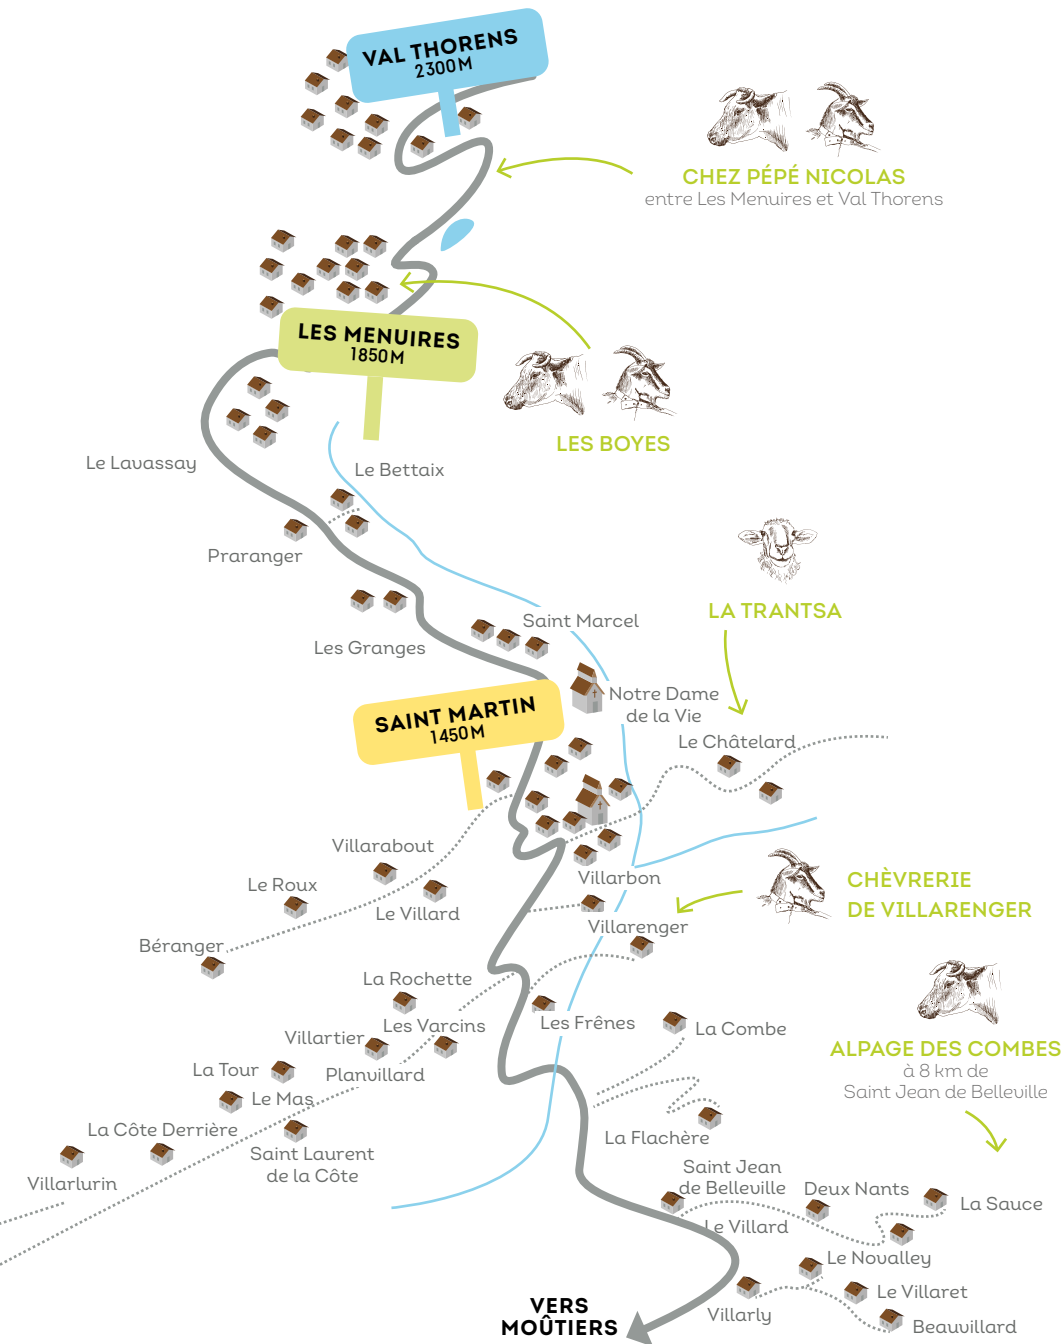 VAL THORENS
2300M
CHEZ PÉPÉ NICOLAS
entre Les Menuires et Val Thorens
LES MENUIRES
1850M
LES BOYES
Le Lavassay
Le Bettaix
Praranger
LA TRANTSA
Saint Marcel
Les Granges
Notre Dame
de la Vie
SAINT MARTIN
1450M
Le Châtelard
Villarabout
Villarbon
Le Roux
Le Villard
CHÈVRERIE
DE VILLARENGER
Villarenger
Béranger
La Rochette
Les Varcins
Les Frênes
La Combe
Villartier
ALPAGE DES COMBES
à 8 km de
Saint Jean de Belleville
La Tour
Planvillard
Le Mas
La Côte Derrière
La Flachère
Saint Laurent
de la Côte
Villarlurin
Saint Jean
de Belleville
Deux Nants
La Sauce
Le Villard
Le Novalley
Le Villaret
Villarly
Beauvillard
VERS
MOÛTIERS